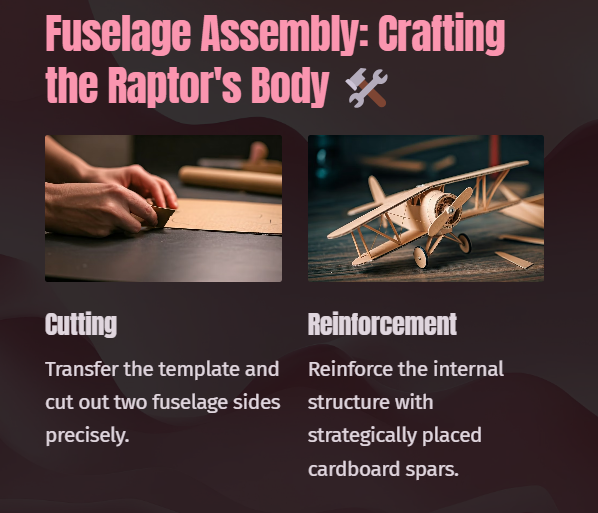 Fuselage Assembly: Crafting
the Raptor's Body 🛠️
Cutting
Transfer the template and
cut out two fuselage sides
precisely.
Reinforcement
Reinforce the internal
structure with
strategically placed
cardboard spars.